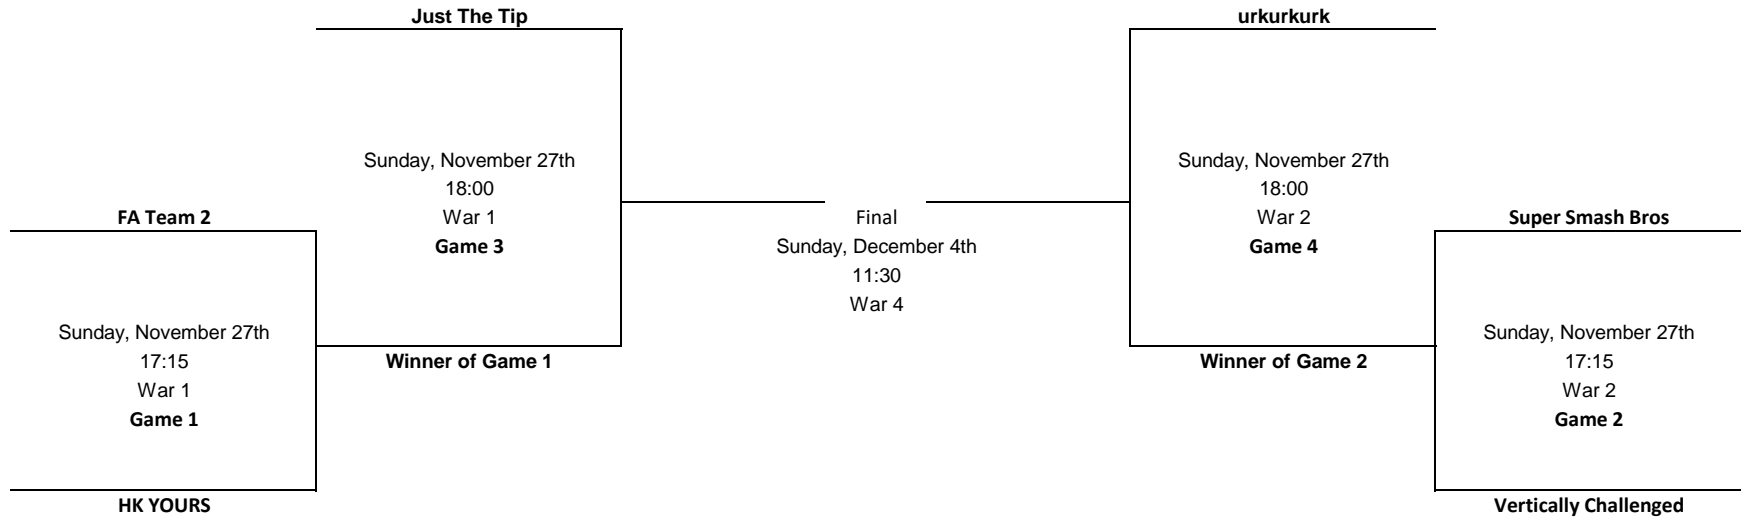 Just The Tip
urkurkurk
Sunday, November 27th
18:00
War 1
Game 3
Sunday, November 27th
18:00
War 2
Game 4
FA Team 2
Final
Sunday, December 4th
11:30
War 4
Super Smash Bros
Sunday, November 27th
17:15
War 1
Game 1
Winner of Game 1
Winner of Game 2
Sunday, November 27th
17:15
War 2
Game 2
HK YOURS
Vertically Challenged